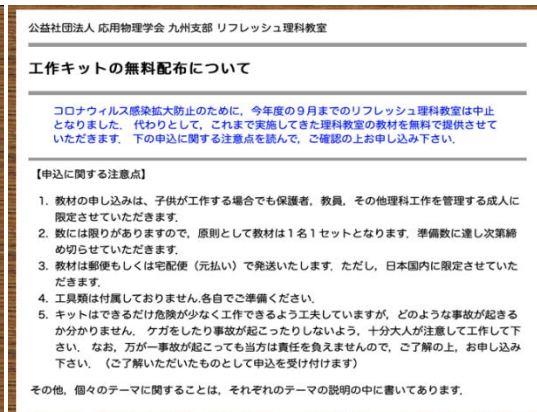 公益社団法人 応用物理学会 九州支部 リフレッシュ理科教室
工作キットの無料配布について
コロナウィルス感染拡大防止のために，今年度の９月までのリフレッシュ理科教室は中止
となりました． 代わりとして，これまで実施してきた理科教室の教材を無料で提供させて
いただきます． 下の申込に関する注意点を読んで，ご確認の上お申し込み下さい．
【申込に関する注意点】
1. 教材の申し込みは、子供が工作する場合でも保護者，教員，その他理科工作を管理する成人に
限定させていただきます．
2. 数には限りがありますので，原則として教材は１名１セットとなります． 準備数に達し次第締
め切らせていただきます．
3. 教材は郵便もしくは宅配便（元払い）で発送いたします．ただし，日本国内に限定させていた
だきます．
4. 工具類は付属しておりません.各自でご準備ください．
5. キットはできるだけ危険が少なく工作できるよう工夫していますが，どのような事故が起きる
か分かりません． ケガをしたり事故が起こったりしないよう，十分大人が注意して工作して下
さい． なお，万が一事故が起こっても当方は責任を負えませんので，ご了解の上，お申し込み
下さい．（ご了解いただいたものとして申込を受け付けます）
その他，個々のテーマに関することは，それぞれのテーマの説明の中に書いてあります．